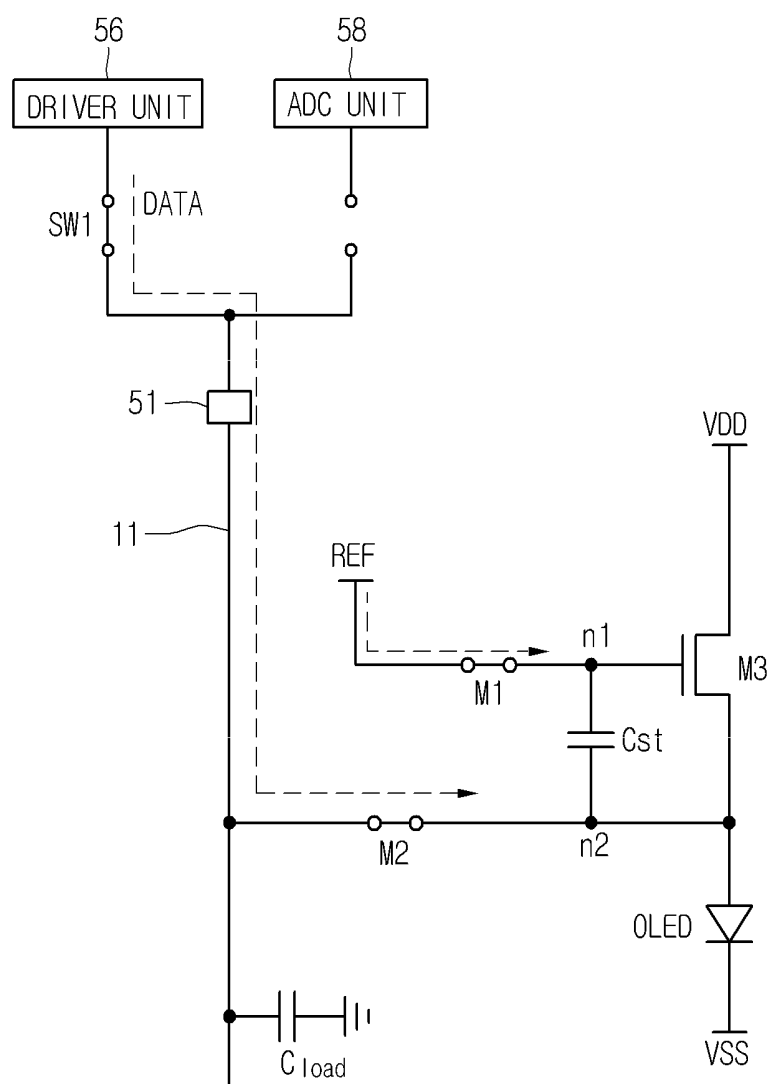 56
58
DRIVER UNIT
ADC UNIT
SW1
DATA
51
VDD
11
REF
n1
M3
M1
Cst
M2
n2
OLED
Cload
VSS